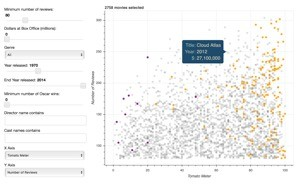 Minimum number of reviews:
80
Dollars at Box Office (millions):
0
Genre
All
Year released: 1970
End Year released: 2014
Minimum number of Oscar wins:
0
Director name contains
Cast names contains
X Axis
Tomato Meter
Y Axis
Number of Reviews
2708 movies selected
Title: Cloud Atlas
Year: 2012
$: 27,100,000
Number of Reviews
Tomato Meter